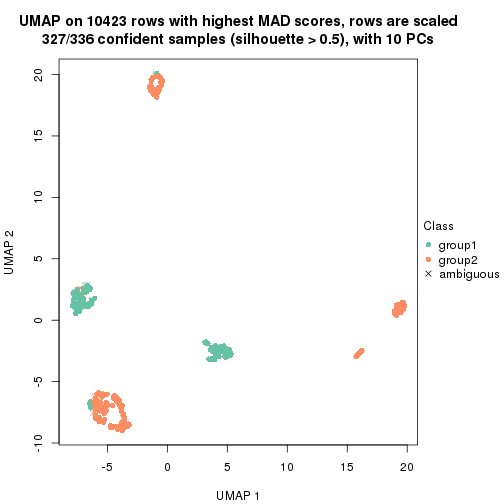 UMAP on 10423 rows with highest MAD scores, rows are scaled
327/336 confident samples (silhouette > 0.5), with 10 PCs
20
15
10
5
0
-5
-10
UMAP 2
-5
0
5
10
15
20
UMAP 1
Class
group1
group2
ambiguous